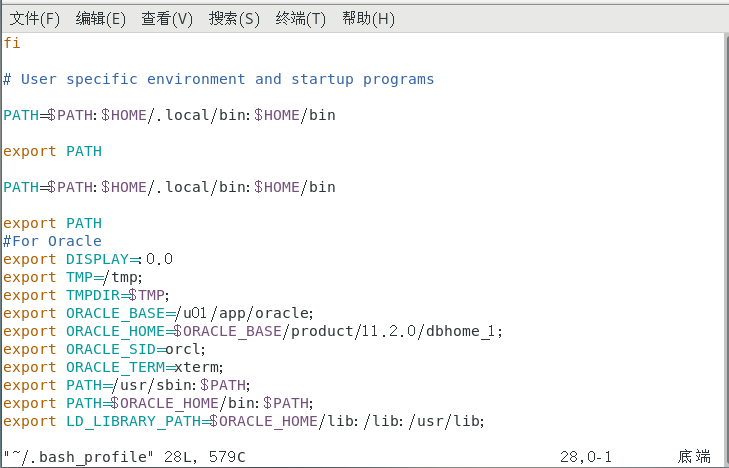 文件(F) 编辑(E) 查看(V) 搜索(S) 终端(T) 帮助(H)
fi
# User specific environment and startup programs
PATH=$PATH:$HOME/.local/bin:$HOME/bin
export PATH
PATH=$PATH:$HOME/.local/bin:$HOME/bin
export PATH
#For Oracle
export DISPLAY=:0.0
export TMP=/tmp;
export TMPDIR=$TMP;
export ORACLE_BASE=/u01/app/oracle;
export ORACLE_HOME=$ORACLE_BASE/product/11.2.0/dbhome_1;
export ORACLE_SID=orcl;
export ORACLE_TERM=xterm;
export PATH=/usr/sbin:$PATH;
export PATH=$ORACLE_HOME/bin:$PATH;
export LD_LIBRARY_PATH=$ORACLE_HOME/lib:/lib:/usr/lib;
"~/.bash_profile" 28L, 579C 28,0-1 底端